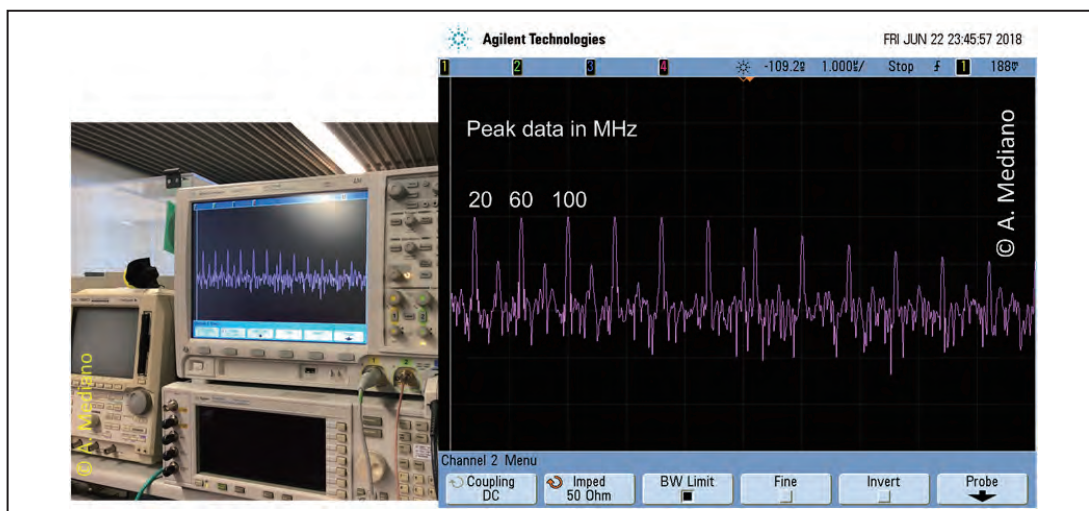 Agilent Technologies
FRI JUN 22 23:45:57 2018
1 2 3 4 -109.2 1.000 / Stop 1 188
Peak data in MHz
20 60 100
© A. Mediano
© A. Mediano
Channel 2 Menu
Coupling DC
Imped 50 Ohm
BW Limit
Fine
Invert
Probe